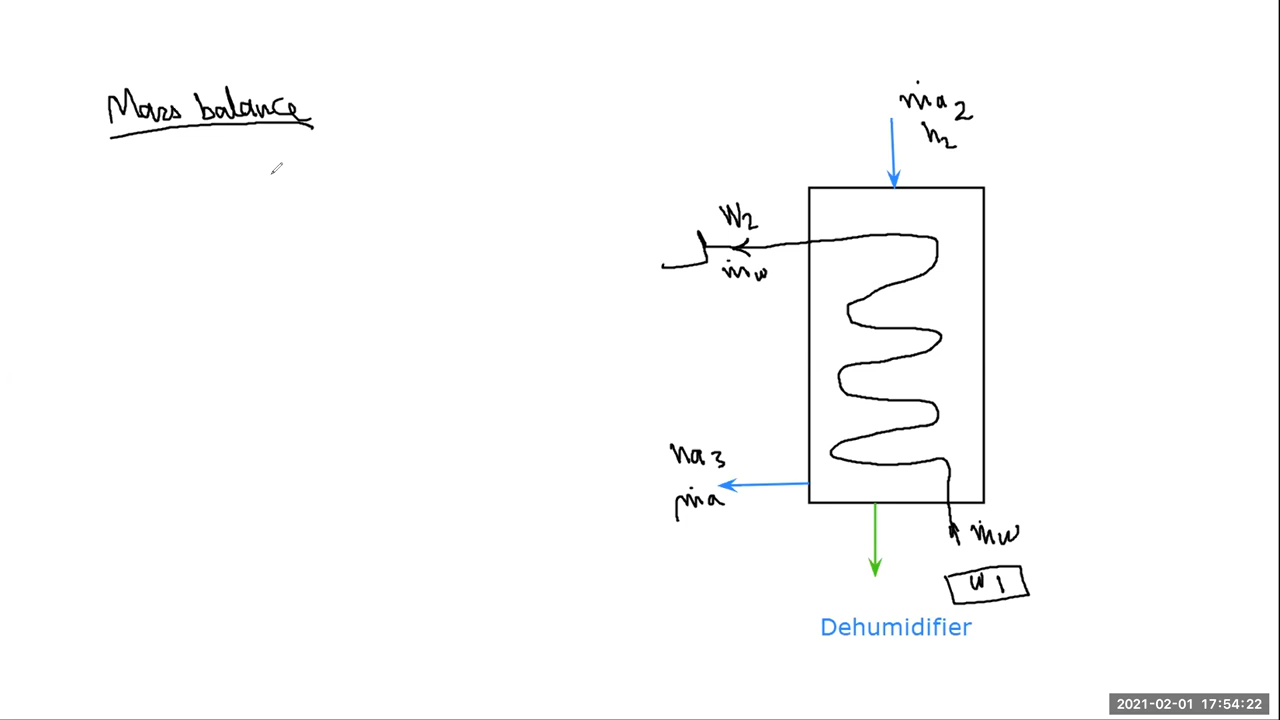 Mass balance
ṁa 2
h2
W2
ṁw
ha 3
ṁa
ṁw
W 1
Dehumidifier
2021-02-01 17:54:22